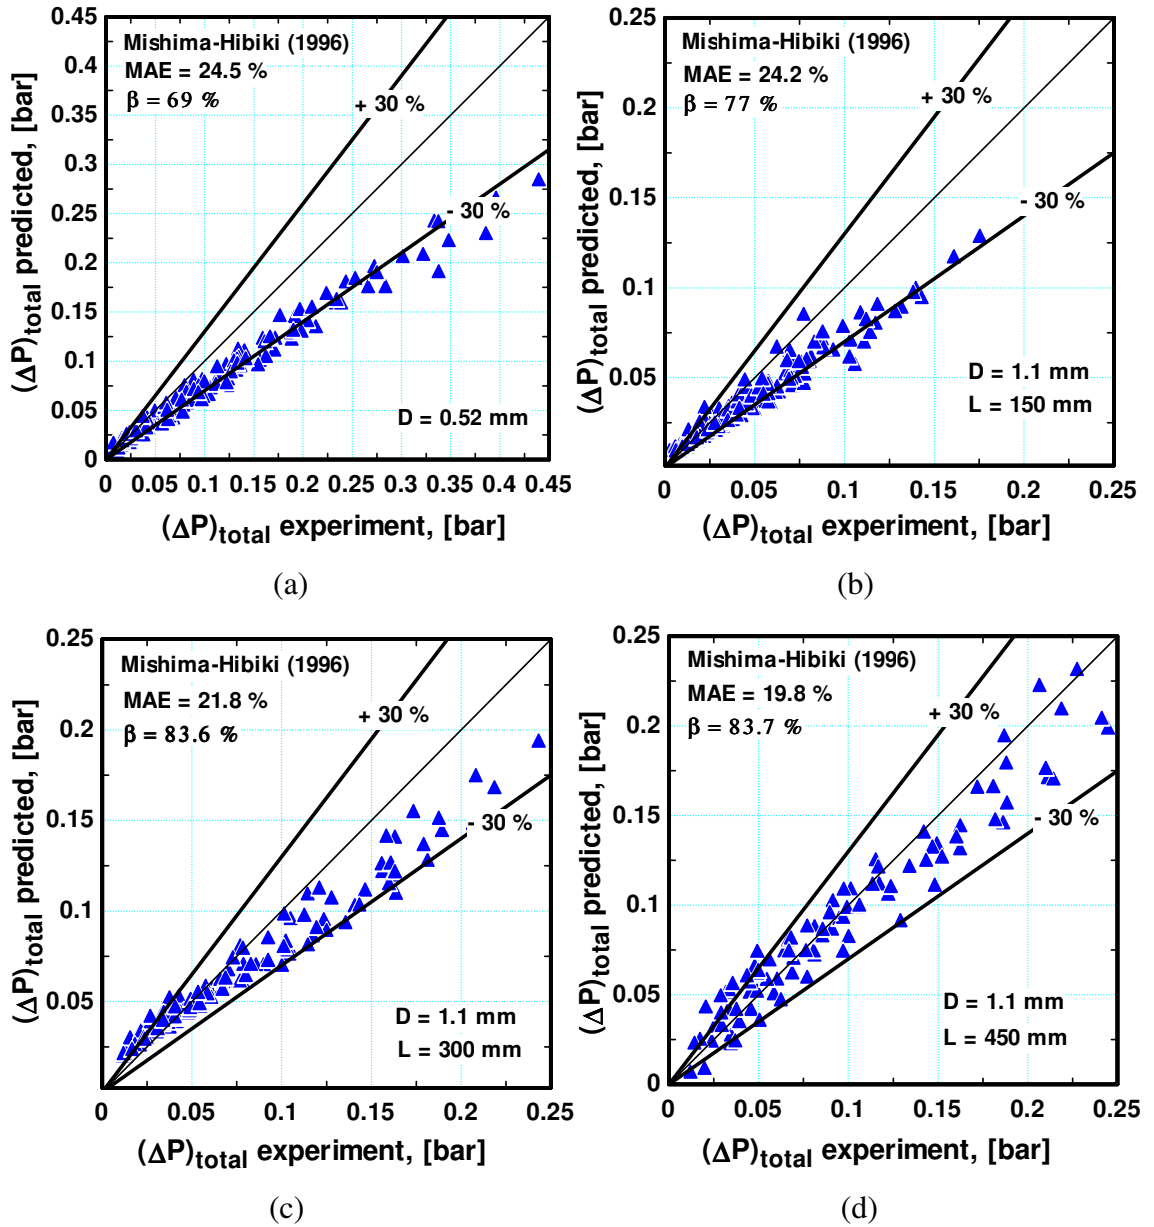 Mishima-Hibiki (1996)
MAE = 24.5 %
β = 69 %
+ 30 %
- 30 %
D = 0.52 mm
0.45
0.4
0.35
0.3
0.25
0.2
0.15
0.1
0.05
0
0 0.05 0.1 0.15 0.2 0.25 0.3 0.35 0.4 0.45
(ΔP)total predicted, [bar]
(ΔP)total experiment, [bar]
(a)
Mishima-Hibiki (1996)
MAE = 24.2 %
β = 77 %
+ 30 %
- 30 %
D = 1.1 mm
L = 150 mm
0.25
0.25
0.15
0.1
0.05
0
0 0.05 0.1 0.15 0.2 0.25
(ΔP)total predicted, [bar]
(ΔP)total experiment, [bar]
(b)
Mishima-Hibiki (1996)
MAE = 21.8 %
β = 83.6 %
+ 30 %
- 30 %
D = 1.1 mm
L = 300 mm
0.25
0.2
0.15
0.1
0.05
0 0.05 0.1 0.15 0.2 0.25
(ΔP)total predicted, [bar]
(ΔP)total experiment, [bar]
(c)
Mishima-Hibiki (1996)
MAE = 19.8 %
β = 83.7 %
+ 30 %
- 30 %
D = 1.1 mm
L = 450 mm
0.25
0.2
0.15
0.1
0.05
0
0 0.05 0.1 0.15 0.2 0.25
(ΔP)total predicted, [bar]
(ΔP)total experiment, [bar]
(d)